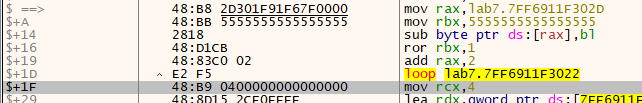 $ ==> 48:B8 2D301F91F67F0000 mov rax,lab7.7FF6911F302D
$+A 48:BB 5555555555555555 mov rbx,5555555555555555
$+14 2818 sub byte ptr ds:[rax],bl
$+16 48:D1CB ror rbx,1
$+19 48:83C0 02 add rax,2
$+1D E2 F5 loop lab7.7FF6911F3022
$+1F 48:B9 0400000000000000 mov rcx,4
$+29 48:8D15 2CF0FFFF lea rdx,qword ptr ds:[7FF6911F